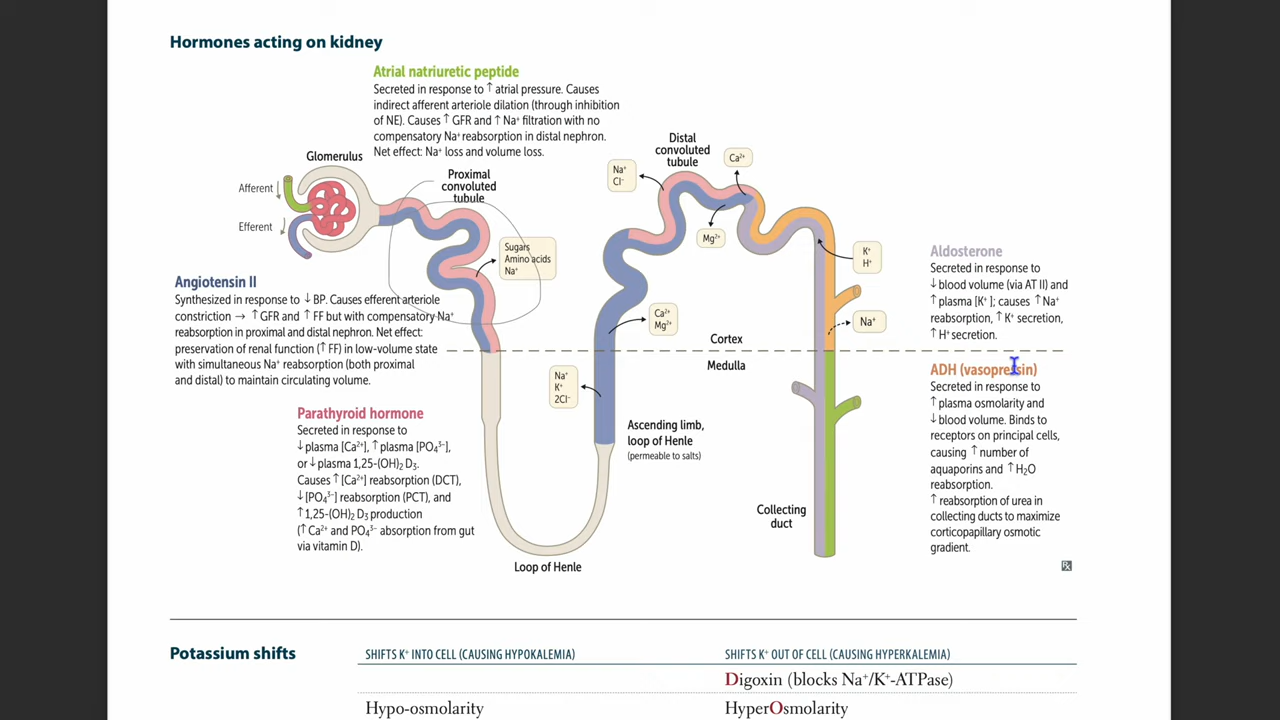 Hormones acting on kidney
Atrial natriuretic peptide
Secreted in response to ↑ atrial pressure. Causes
indirect afferent arteriole dilation (through inhibition
of NE). Causes ↑ GFR and ↑ Na⁺ filtration with no
compensatory Na⁺ reabsorption in distal nephron.
Net effect: Na⁺ loss and volume loss.
Glomerulus
Afferent
Efferent
Proximal
convoluted
tubule
Sugars
Amino acids
Na⁺
Distal
convoluted
tubule
Na⁺
Cl⁻
Ca²⁺
Mg²⁺
K⁺
H⁺
Na⁺
Ca²⁺
Mg²⁺
Cortex
Medulla
Na⁺
K⁺
2Cl⁻
Ascending limb,
loop of Henle
(permeable to salts)
Collecting
duct
Loop of Henle
Angiotensin II
Synthesized in response to ↓ BP. Causes efferent arteriole
constriction → ↑ GFR and ↑ FF but with compensatory Na⁺
reabsorption in proximal and distal nephron. Net effect:
preservation of renal function (↑ FF) in low-volume state
with simultaneous Na⁺ reabsorption (both proximal
and distal) to maintain circulating volume.
Parathyroid hormone
Secreted in response to
↓ plasma [Ca²⁺], ↑ plasma [PO₄³⁻],
or ↓ plasma 1,25-(OH)₂ D₃.
Causes ↑ [Ca²⁺] reabsorption (DCT),
↓ [PO₄³⁻] reabsorption (PCT), and
↑ 1,25-(OH)₂ D₃ production
(↑ Ca²⁺ and PO₄³⁻ absorption from gut
via vitamin D).
Aldosterone
Secreted in response to
↓ blood volume (via AT II) and
↑ plasma [K⁺]; causes ↑ Na⁺
reabsorption, ↑ K⁺ secretion,
↑ H⁺ secretion.
ADH (vasopressin)
Secreted in response to
↑ plasma osmolarity and
↓ blood volume. Binds to
receptors on principal cells,
causing ↑ number of
aquaporins and ↑ H₂O
reabsorption.
↑ reabsorption of urea in
collecting ducts to maximize
corticopapillary osmotic
gradient.
Rx
Potassium shifts
SHIFTS K⁺ INTO CELL (CAUSING HYPOKALEMIA)
SHIFTS K⁺ OUT OF CELL (CAUSING HYPERKALEMIA)
Digoxin (blocks Na⁺/K⁺-ATPase)
Hypo-osmolarity
HyperOsmolarity